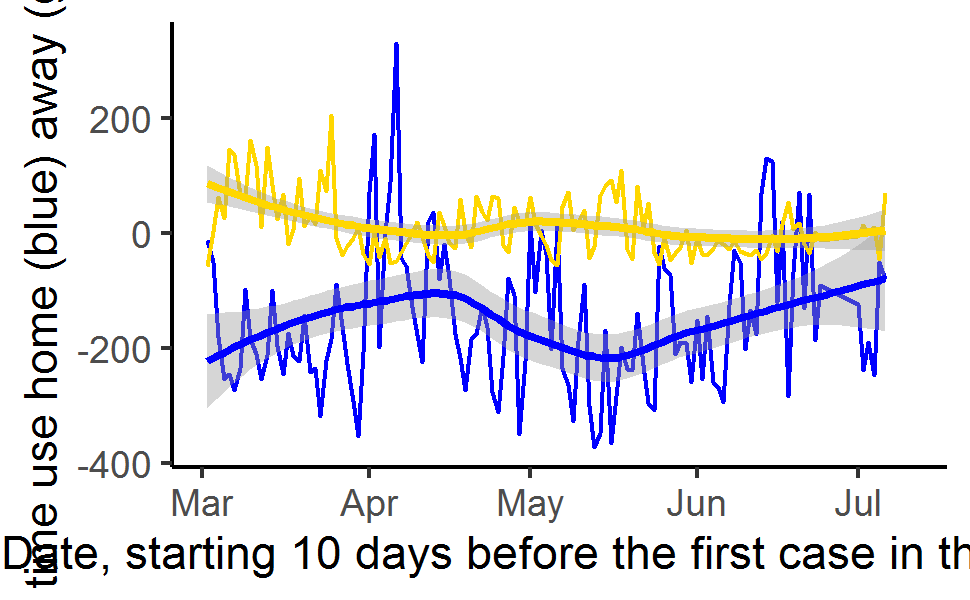 time use home (blue) away (g
200
0
-200
-400
Mar Apr May Jun Jul
Date, starting 10 days before the first case in th